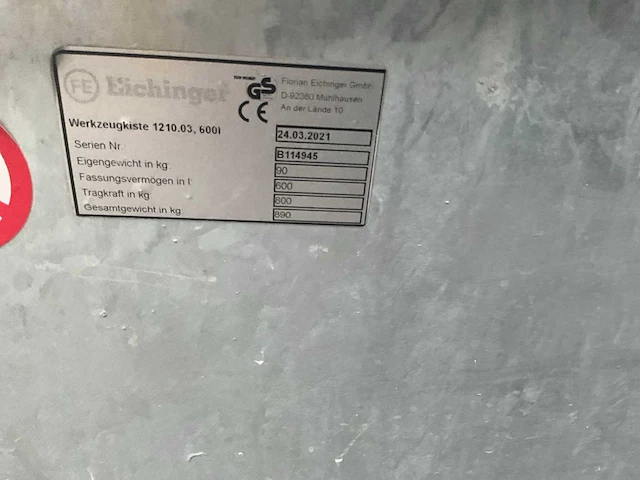 FE Eichinger
GS
CE
Florian Eichinger GmbH
D-92360 Mühlhausen
An der Lände 10
Werkzeugkiste 1210.03, 600l 24.03.2021
Serien Nr. B114945
Eigengewicht in kg: 90
Fassungsvermögen in l: 600
Tragkraft in kg: 800
Gesamtgewicht in kg: 890